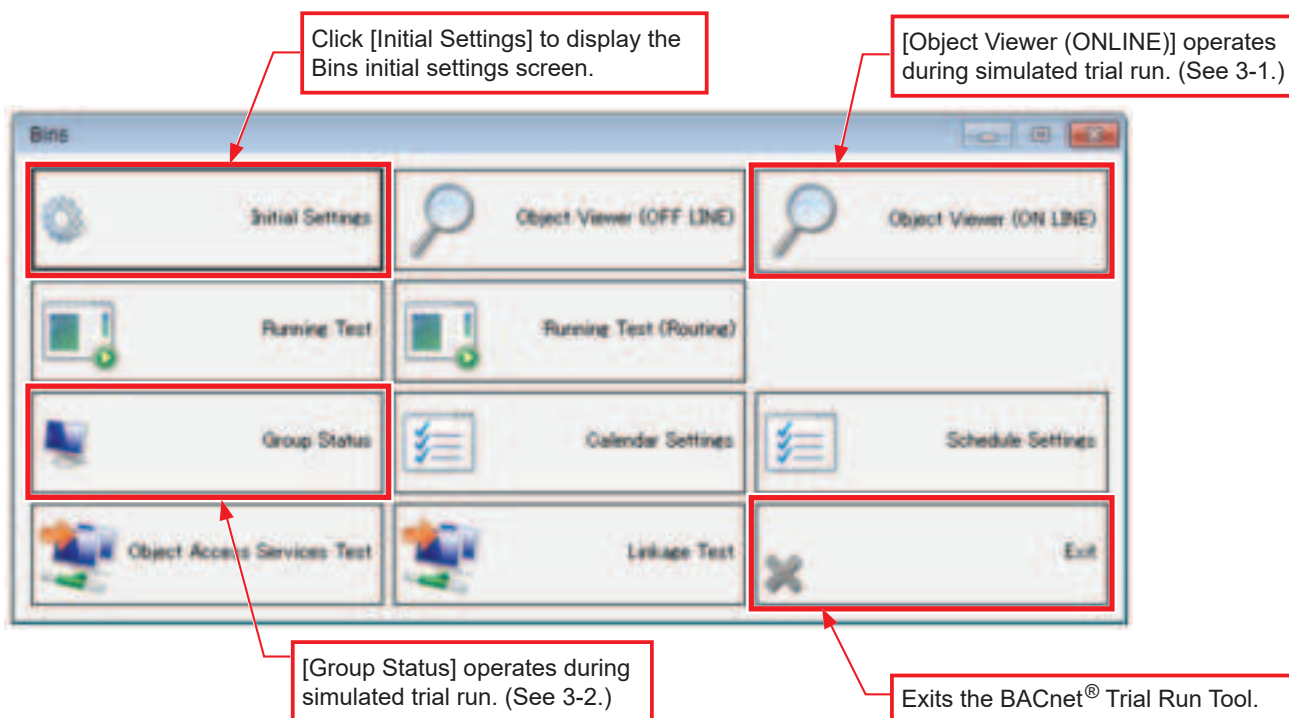 Click [Initial Settings] to display the
Bins initial settings screen.
[Object Viewer (ONLINE)] operates
during simulated trial run. (See 3-1.)
Bins
Initial Settings
Object Viewer (OFF LINE)
Object Viewer (ON LINE)
Running Test
Running Test (Routing)
Group Status
Calendar Settings
Schedule Settings
Object Access Services Test
Linkage Test
Exit
[Group Status] operates during
simulated trial run. (See 3-2.)
Exits the BACnet® Trial Run Tool.